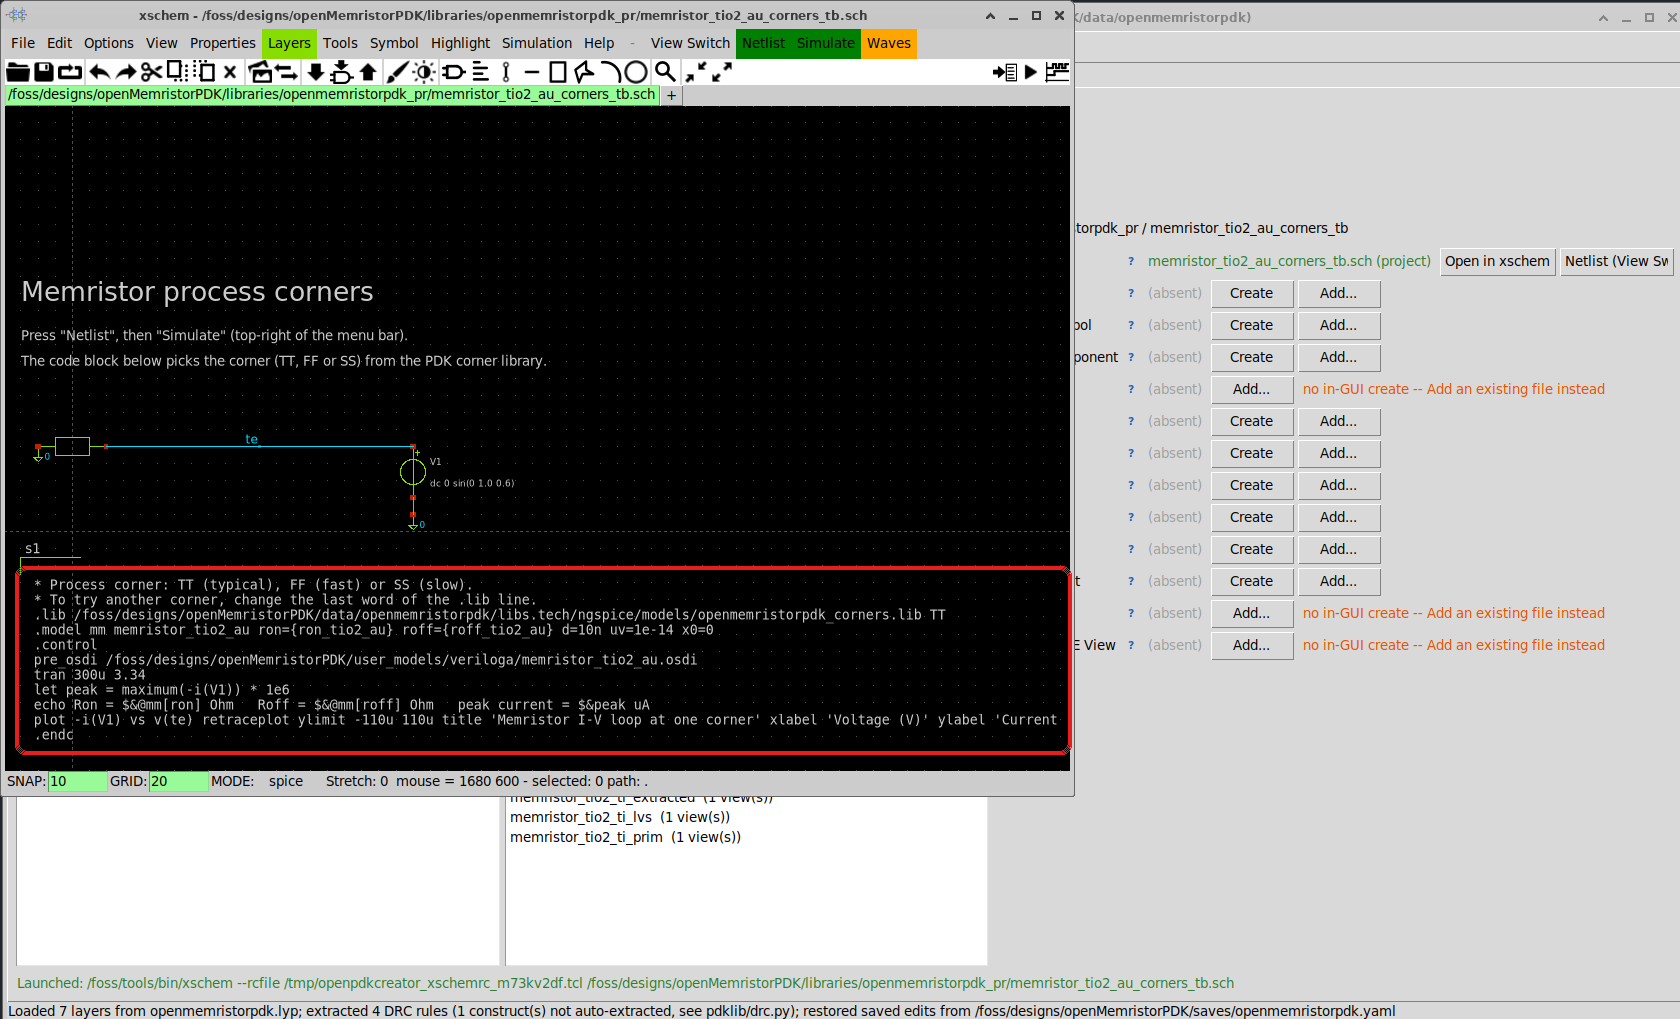 xschem - /foss/designs/openMemristorPDK/libraries/openmemristorpdk_pr/memristor_tio2_au_corners_tb.sch
/data/openmemristorpdk)
File Edit Options View Properties Layers Tools Symbol Highlight Simulation Help - View Switch Netlist Simulate Waves
/foss/designs/openMemristorPDK/libraries/openmemristorpdk_pr/memristor_tio2_au_corners_tb.sch +
Memristor process corners
Press "Netlist", then "Simulate" (top-right of the menu bar).
The code block below picks the corner (TT, FF or SS) from the PDK corner library.
te
0
+
V1
dc 0 sin(0 1.0 0.6)
0
s1
* Process corner: TT (typical), FF (fast) or SS (slow).
* To try another corner, change the last word of the .lib line.
.lib /foss/designs/openMemristorPDK/data/openmemristorpdk/libs.tech/ngspice/models/openmemristorpdk_corners.lib TT
.model mm memristor_tio2_au ron={ron_tio2_au} roff={roff_tio2_au} d=10n uv=1e-14 x0=0
.control
pre_osdi /foss/designs/openMemristorPDK/user_models/veriloga/memristor_tio2_au.osdi
tran 300u 3.34
let peak = maximum(-i(V1)) * 1e6
echo Ron = $&@mm[ron] Ohm   Roff = $&@mm[roff] Ohm   peak current = $&peak uA
plot -i(V1) vs v(te) retraceplot ylimit -110u 110u title 'Memristor I-V loop at one corner' xlabel 'Voltage (V)' ylabel 'Current
.endc
SNAP: 10 GRID: 20 MODE: spice Stretch: 0 mouse = 1680 600 - selected: 0 path: .
torpdk_pr / memristor_tio2_au_corners_tb
? memristor_tio2_au_corners_tb.sch (project) Open in xschem Netlist (View Sw
? (absent) Create Add...
ool ? (absent) Create Add...
ponent ? (absent) Create Add...
? (absent) Add... no in-GUI create -- Add an existing file instead
? (absent) Create Add...
? (absent) Create Add...
? (absent) Create Add...
? (absent) Create Add...
? (absent) Create Add...
t ? (absent) Create Add...
? (absent) Add... no in-GUI create -- Add an existing file instead
E View ? (absent) Add... no in-GUI create -- Add an existing file instead
memristor_tio2_ti_extracted (1 view(s))
memristor_tio2_ti_lvs (1 view(s))
memristor_tio2_ti_prim (1 view(s))
Launched: /foss/tools/bin/xschem --rcfile /tmp/openpdkcreator_xschemrc_m73kv2df.tcl /foss/designs/openMemristorPDK/libraries/openmemristorpdk_pr/memristor_tio2_au_corners_tb.sch
Loaded 7 layers from openmemristorpdk.lyp; extracted 4 DRC rules (1 construct(s) not auto-extracted, see pdklib/drc.py); restored saved edits from /foss/designs/openMemristorPDK/saves/openmemristorpdk.yaml